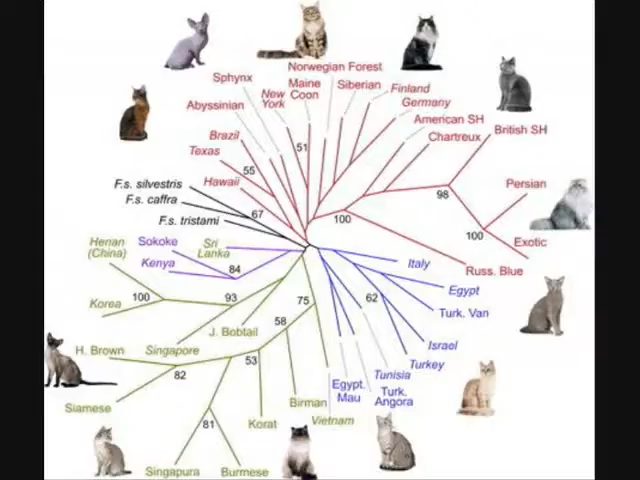 Norwegian Forest
Sphynx
Maine
Coon
Siberian
New
York
Finland
Abyssinian
Germany
American SH
Brazil
Chartreux
British SH
Texas
51
55
Hawaii
F.s. silvestris
Persian
F.s. caffra
98
67
F.s. tristami
100
100
Henan
(China)
Sokoke
Sri
Lanka
Exotic
Kenya
Italy
Russ. Blue
84
Egypt
100
93
75
62
Korea
Turk. Van
58
J. Bobtail
H. Brown
Singapore
Israel
53
Turkey
82
Tunisia
Egypt.
Mau
Turk.
Angora
Siamese
Birman
Vietnam
81
Korat
Singapura
Burmese